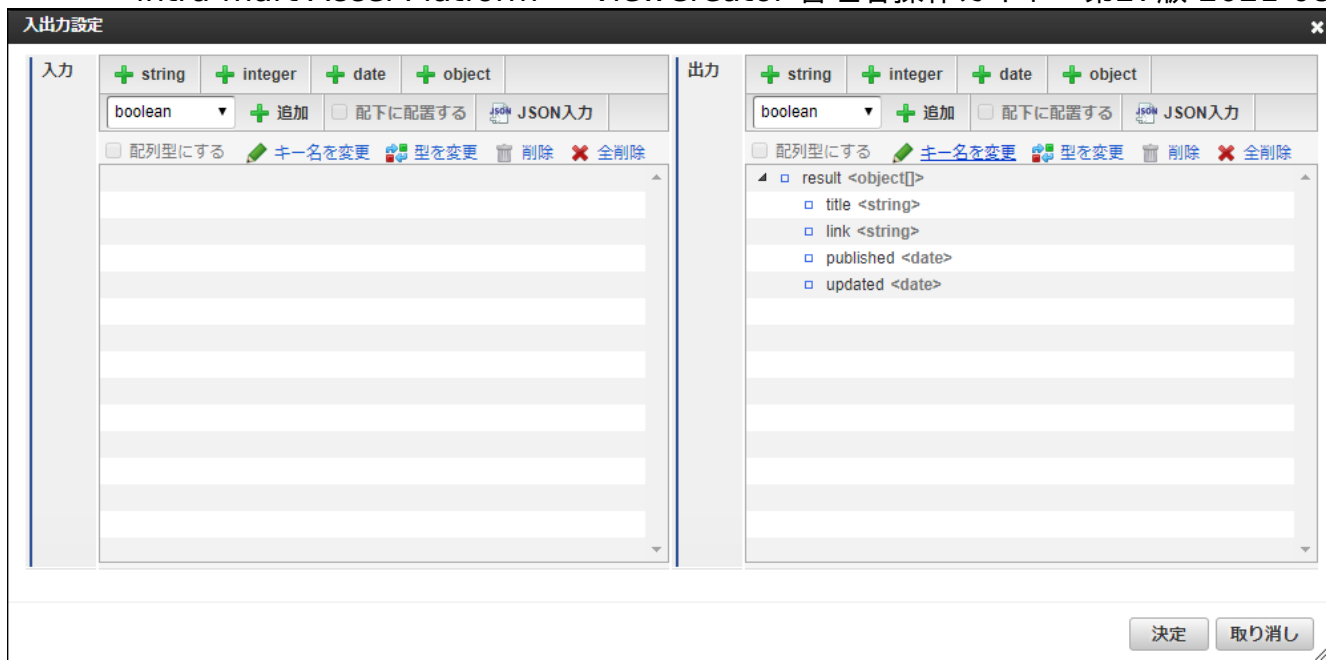 入出力設定
入力
string integer date object
boolean 追加 配下に配置する JSON入力
配列型にする キー名を変更 型を変更 削除 全削除
出力
string integer date object
boolean 追加 配下に配置する JSON入力
配列型にする キー名を変更 型を変更 削除 全削除
result <object[]>
title <string>
link <string>
published <date>
updated <date>
決定 取り消し